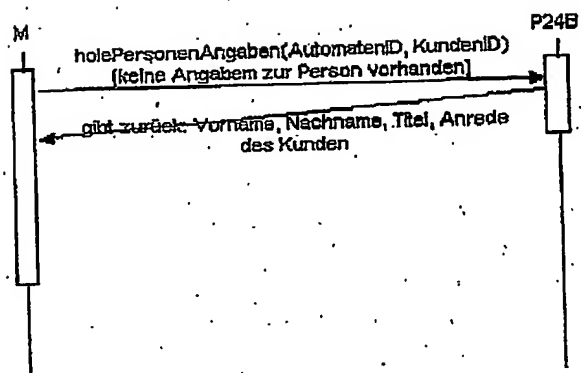 M
P24B
holePersonenAngaben(AutomatenID, KundenID)
[keine Angabem zur Person vorhanden]
gibt zurück: Vorname, Nachname, Titel, Anrede
des Kunden